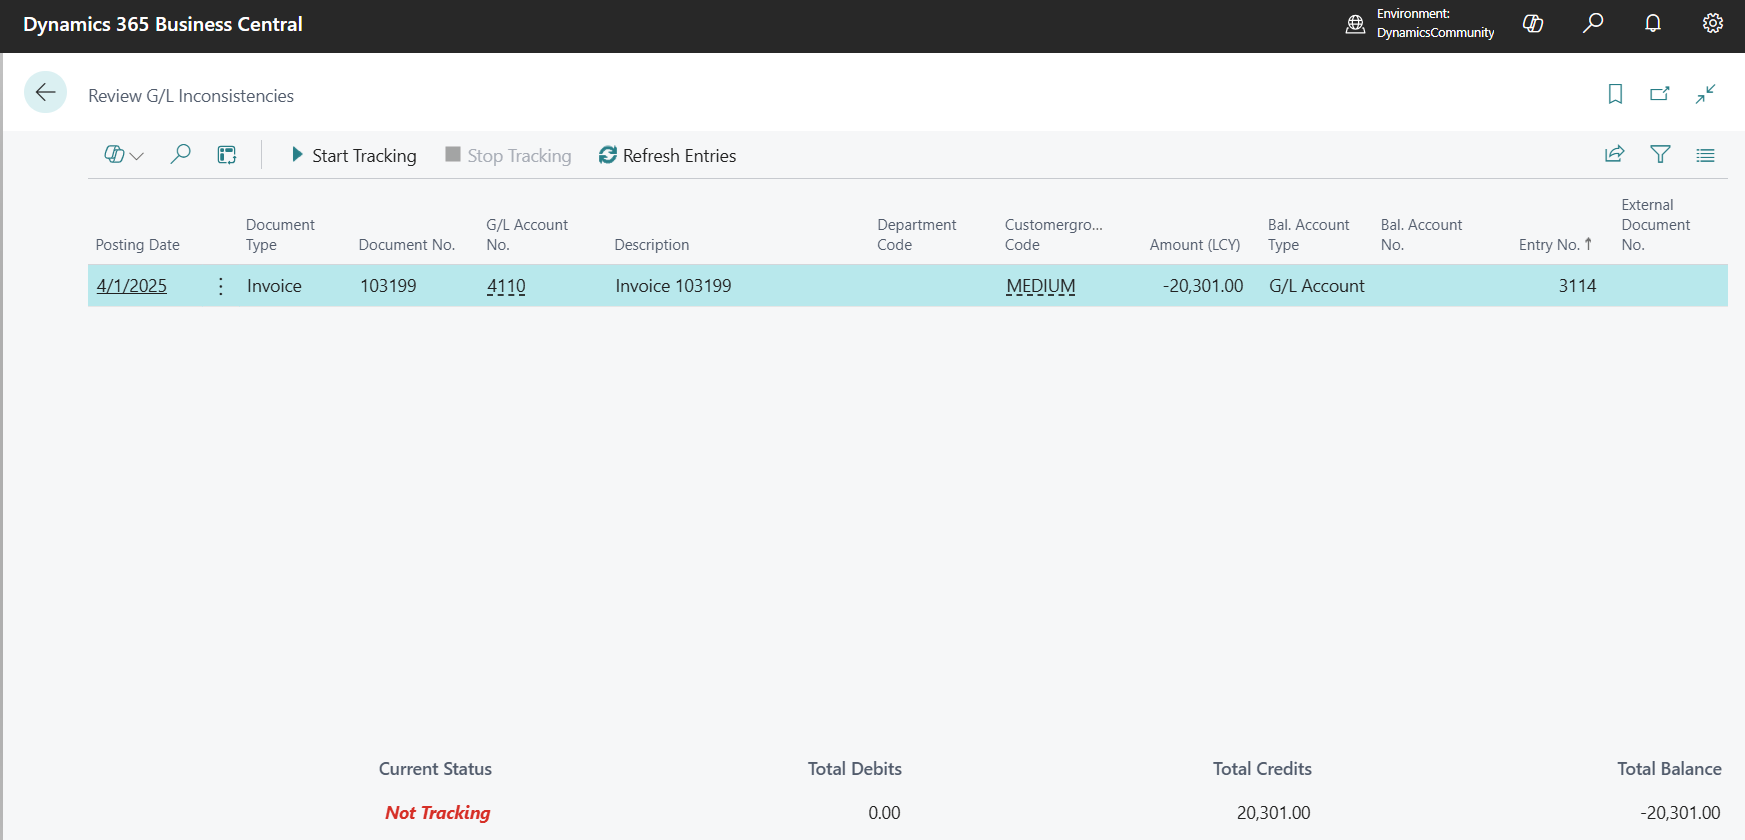 Dynamics 365 Business Central
Environment:
DynamicsCommunity
Review G/L Inconsistencies
Start Tracking
Stop Tracking
Refresh Entries
Posting Date
Document
Type
Document No.
G/L Account
No.
Description
Department
Code
Customergro...
Code
Amount (LCY)
Bal. Account
Type
Bal. Account
No.
Entry No. ↑
External
Document
No.
4/1/2025
Invoice
103199
4110
Invoice 103199
MEDIUM
-20,301.00
G/L Account
3114
Current Status
Total Debits
Total Credits
Total Balance
Not Tracking
0.00
20,301.00
-20,301.00